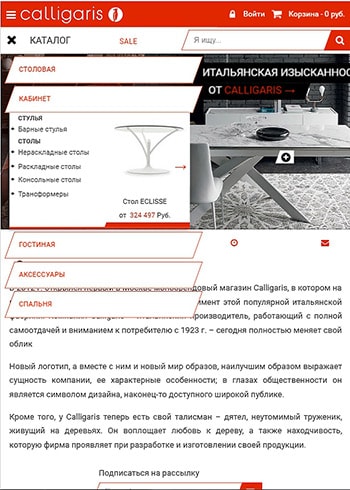 calligaris
Войти
Корзина - 0 руб.
КАТАЛОГ
SALE
Я ищу...
СТОЛОВАЯ
ИТАЛЬЯНСКАЯ ИЗЫСКАННОС
ОТ CALLIGARIS →
КАБИНЕТ
СТУЛЬЯ
Барные стулья
СТОЛЫ
Нераскладные столы
Раскладные столы
Консольные столы
Трансформеры
Стол ECLISSE
от 324 497 Руб.
ГОСТИНАЯ
монобрендовый магазин Calligaris, в котором на
мент этой популярной итальянской
производитель, работающий с полной
АКСЕССУАРЫ
самоотдачей и вниманием к потребителю с 1923 г. – сегодня полностью меняет свой
облик
СПАЛЬНЯ
Новый логотип, а вместе с ним и новый мир образов, наилучшим образом выражает
сущность компании, ее характерные особенности; в глазах общественности он
является символом дизайна, наконец-то доступного широкой публике.
Кроме того, у Calligaris теперь есть свой талисман – дятел, неутомимый труженик,
живущий на деревьях. Он воплощает любовь к дереву, а также находчивость,
которую фирма проявляет при разработке и изготовлении своей продукции.
Подписаться на рассылку